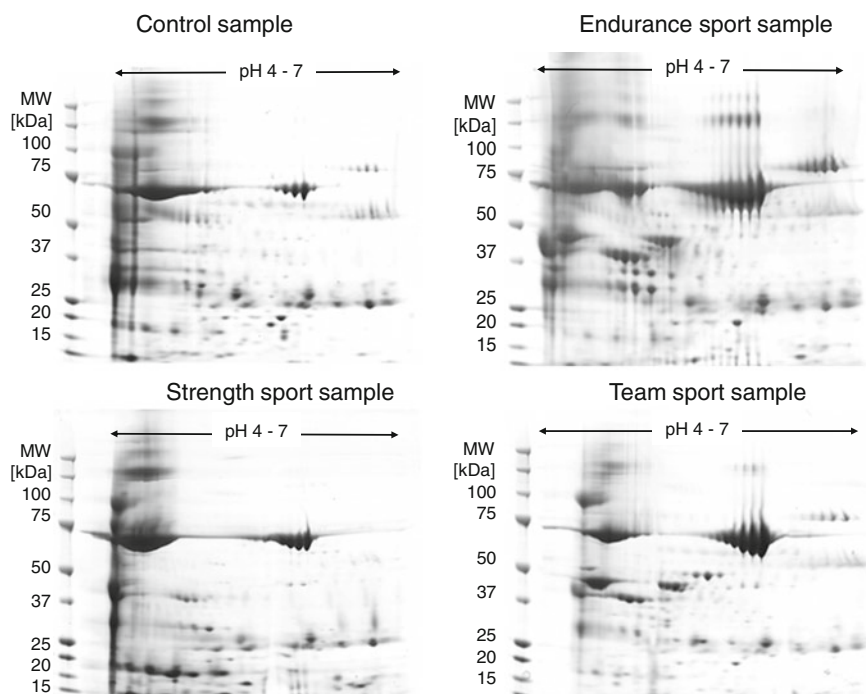 Control sample
pH 4 - 7
MW
[kDa]
100
75
50
37
25
20
15
Endurance sport sample
pH 4 - 7
MW
[kDa]
100
75
50
37
25
20
15
Strength sport sample
pH 4 - 7
MW
[kDa]
100
75
50
37
25
20
15
Team sport sample
pH 4 - 7
MW
[kDa]
100
75
50
37
25
20
15